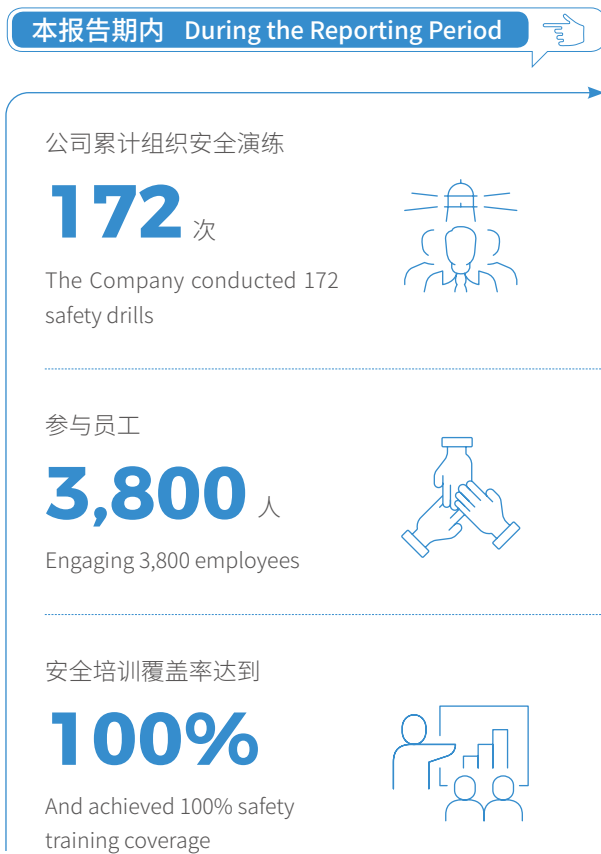 本报告期内 During the Reporting Period
公司累计组织安全演练
172 次
The Company conducted 172
safety drills
参与员工
3,800 人
Engaging 3,800 employees
安全培训覆盖率达到
100%
And achieved 100% safety
training coverage